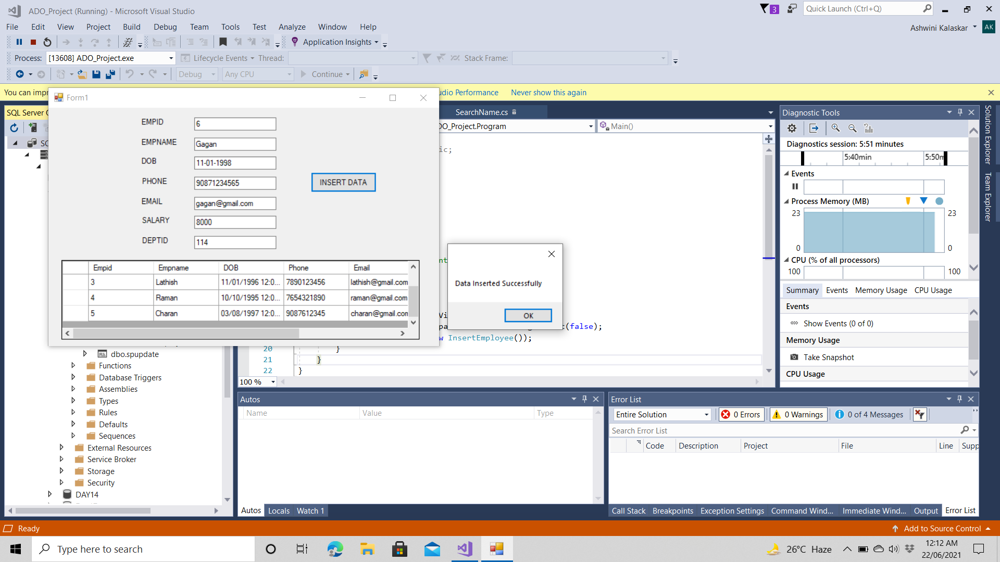 ADO_Project (Running) - Microsoft Visual Studio
3
Quick Launch (Ctrl+Q)
File Edit View Project Build Debug Team Tools Test Analyze Window Help
Ashwini Kalaskar AK
Application Insights
Process: [13608] ADO_Project.exe Lifecycle Events Thread: Stack Frame:
Debug Any CPU Continue
You can impr
udio Performance Never show this again
Form1
EMPID 6
EMPNAME Gagan
DOB 11-01-1998
PHONE 90871234565
INSERT DATA
EMAIL gagan@gmail.com
SALARY 8000
DEPTID 114
Empid Empname DOB Phone Email
3 Lathish 11/01/1996 12:0... 7890123456 lathish@gmail.com
4 Raman 10/10/1995 12:0... 7654321890 raman@gmail.com
5 Charan 03/08/1997 12:0... 9087612345 charan@gmail.con
Data Inserted Successfully
OK
SQL Server O
SearchName.cs
DO_Project.Program Main()
ic;
nt
Vi
pa
t(false);
w InsertEmployee());
20 }
21 }
22 }
100 %
dbo.spupdate
Functions
Database Triggers
Assemblies
Types
Rules
Defaults
Sequences
External Resources
Service Broker
Storage
Security
DAY14
Diagnostic Tools
Diagnostics session: 5:51 minutes
5:40min 5:50m
Events
Process Memory (MB)
23 23
0 0
CPU (% of all processors)
100 100
Summary Events Memory Usage CPU Usage
Events
Show Events (0 of 0)
Memory Usage
Take Snapshot
CPU Usage
Solution Explorer
Team Explorer
Autos
Name Value Type
Autos Locals Watch 1
Error List
Entire Solution 0 Errors 0 Warnings 0 of 4 Messages
Search Error List
Code Description Project File Line Supp
Call Stack Breakpoints Exception Settings Command Wind... Immediate Wind... Output Error List
Ready
Add to Source Control
Type here to search
26°C Haze
12:12 AM
22/06/2021